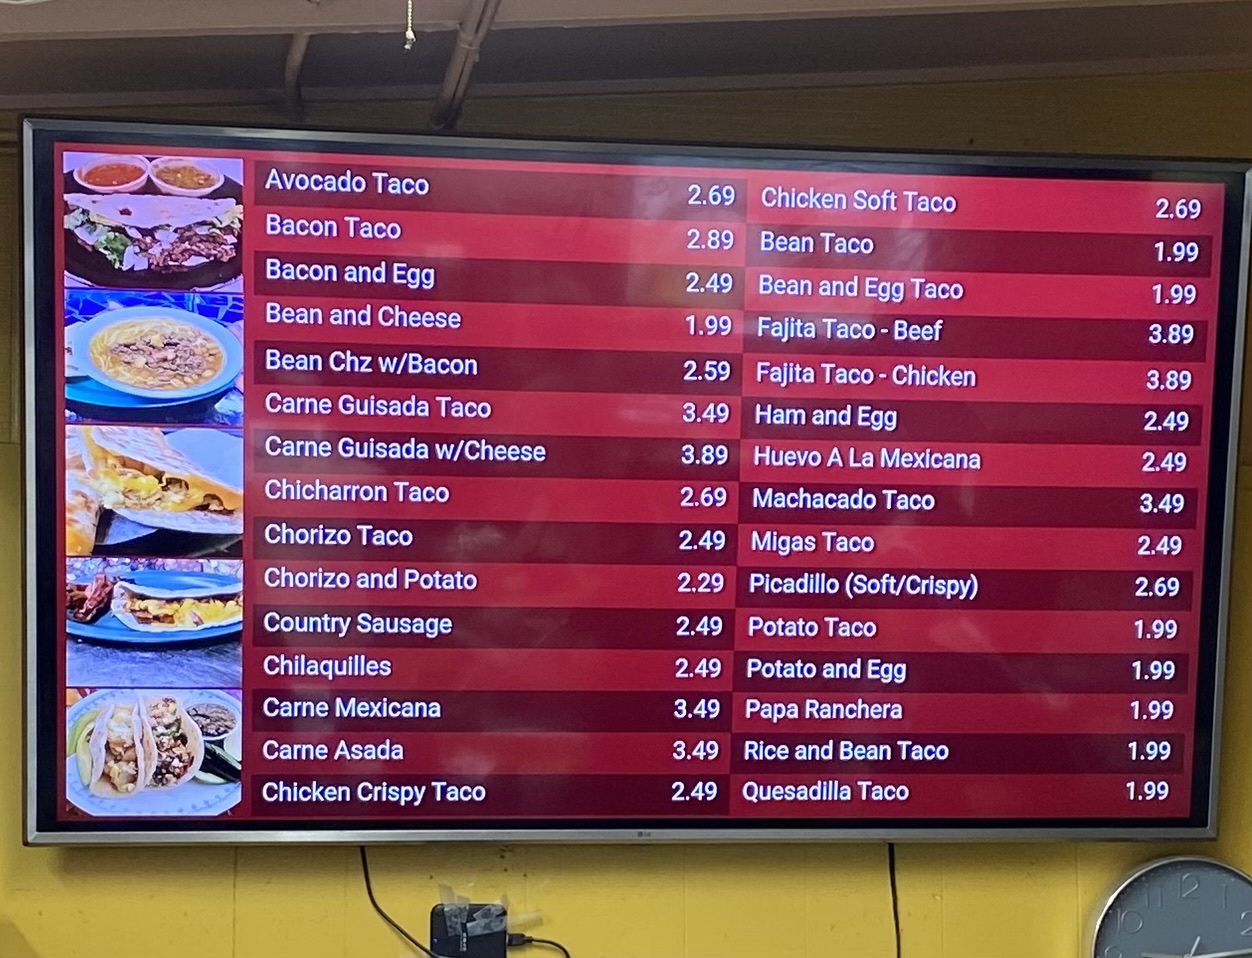 Avocado Taco 2.69
Bacon Taco 2.89
Bacon and Egg 2.49
Bean and Cheese 1.99
Bean Chz w/Bacon 2.59
Carne Guisada Taco 3.49
Carne Guisada w/Cheese 3.89
Chicharron Taco 2.69
Chorizo Taco 2.49
Chorizo and Potato 2.29
Country Sausage 2.49
Chilaquilles 2.49
Carne Mexicana 3.49
Carne Asada 3.49
Chicken Crispy Taco 2.49
Chicken Soft Taco 2.69
Bean Taco 1.99
Bean and Egg Taco 1.99
Fajita Taco - Beef 3.89
Fajita Taco - Chicken 3.89
Ham and Egg 2.49
Huevo A La Mexicana 2.49
Machacado Taco 3.49
Migas Taco 2.49
Picadillo (Soft/Crispy) 2.69
Potato Taco 1.99
Potato and Egg 1.99
Papa Ranchera 1.99
Rice and Bean Taco 1.99
Quesadilla Taco 1.99
LG
10
11
12
1
2